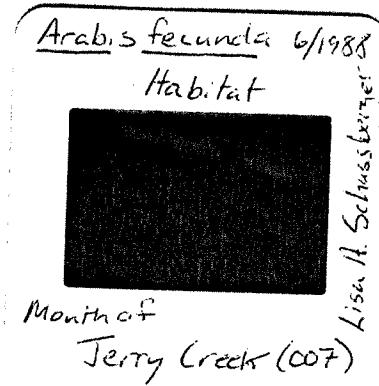 Arabis fecunda 6/1988
Habitat
Lisa A. Schassberger
Mouth of
Jerry Creek (007)